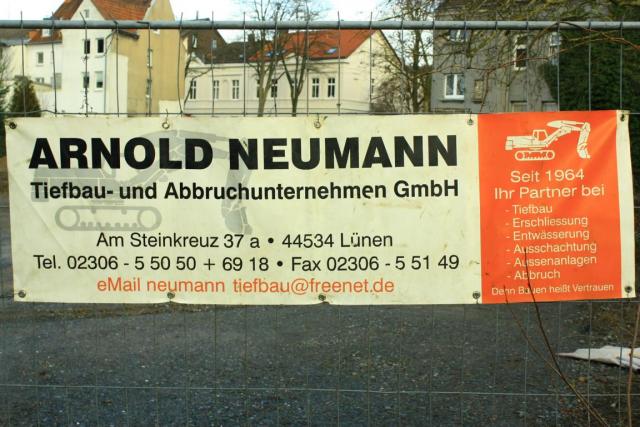 ARNOLD NEUMANN
Tiefbau- und Abbruchunternehmen GmbH
Am Steinkreuz 37 a • 44534 Lünen
Tel. 02306 - 5 50 50 + 69 18 • Fax 02306 - 5 51 49
eMail neumann tiefbau@freenet.de
Seit 1964
Ihr Partner bei
- Tiefbau
- Erschließung
- Entwässerung
- Ausschachtung
- Aussenanlagen
- Abbruch
Denn Bauen heißt Vertrauen